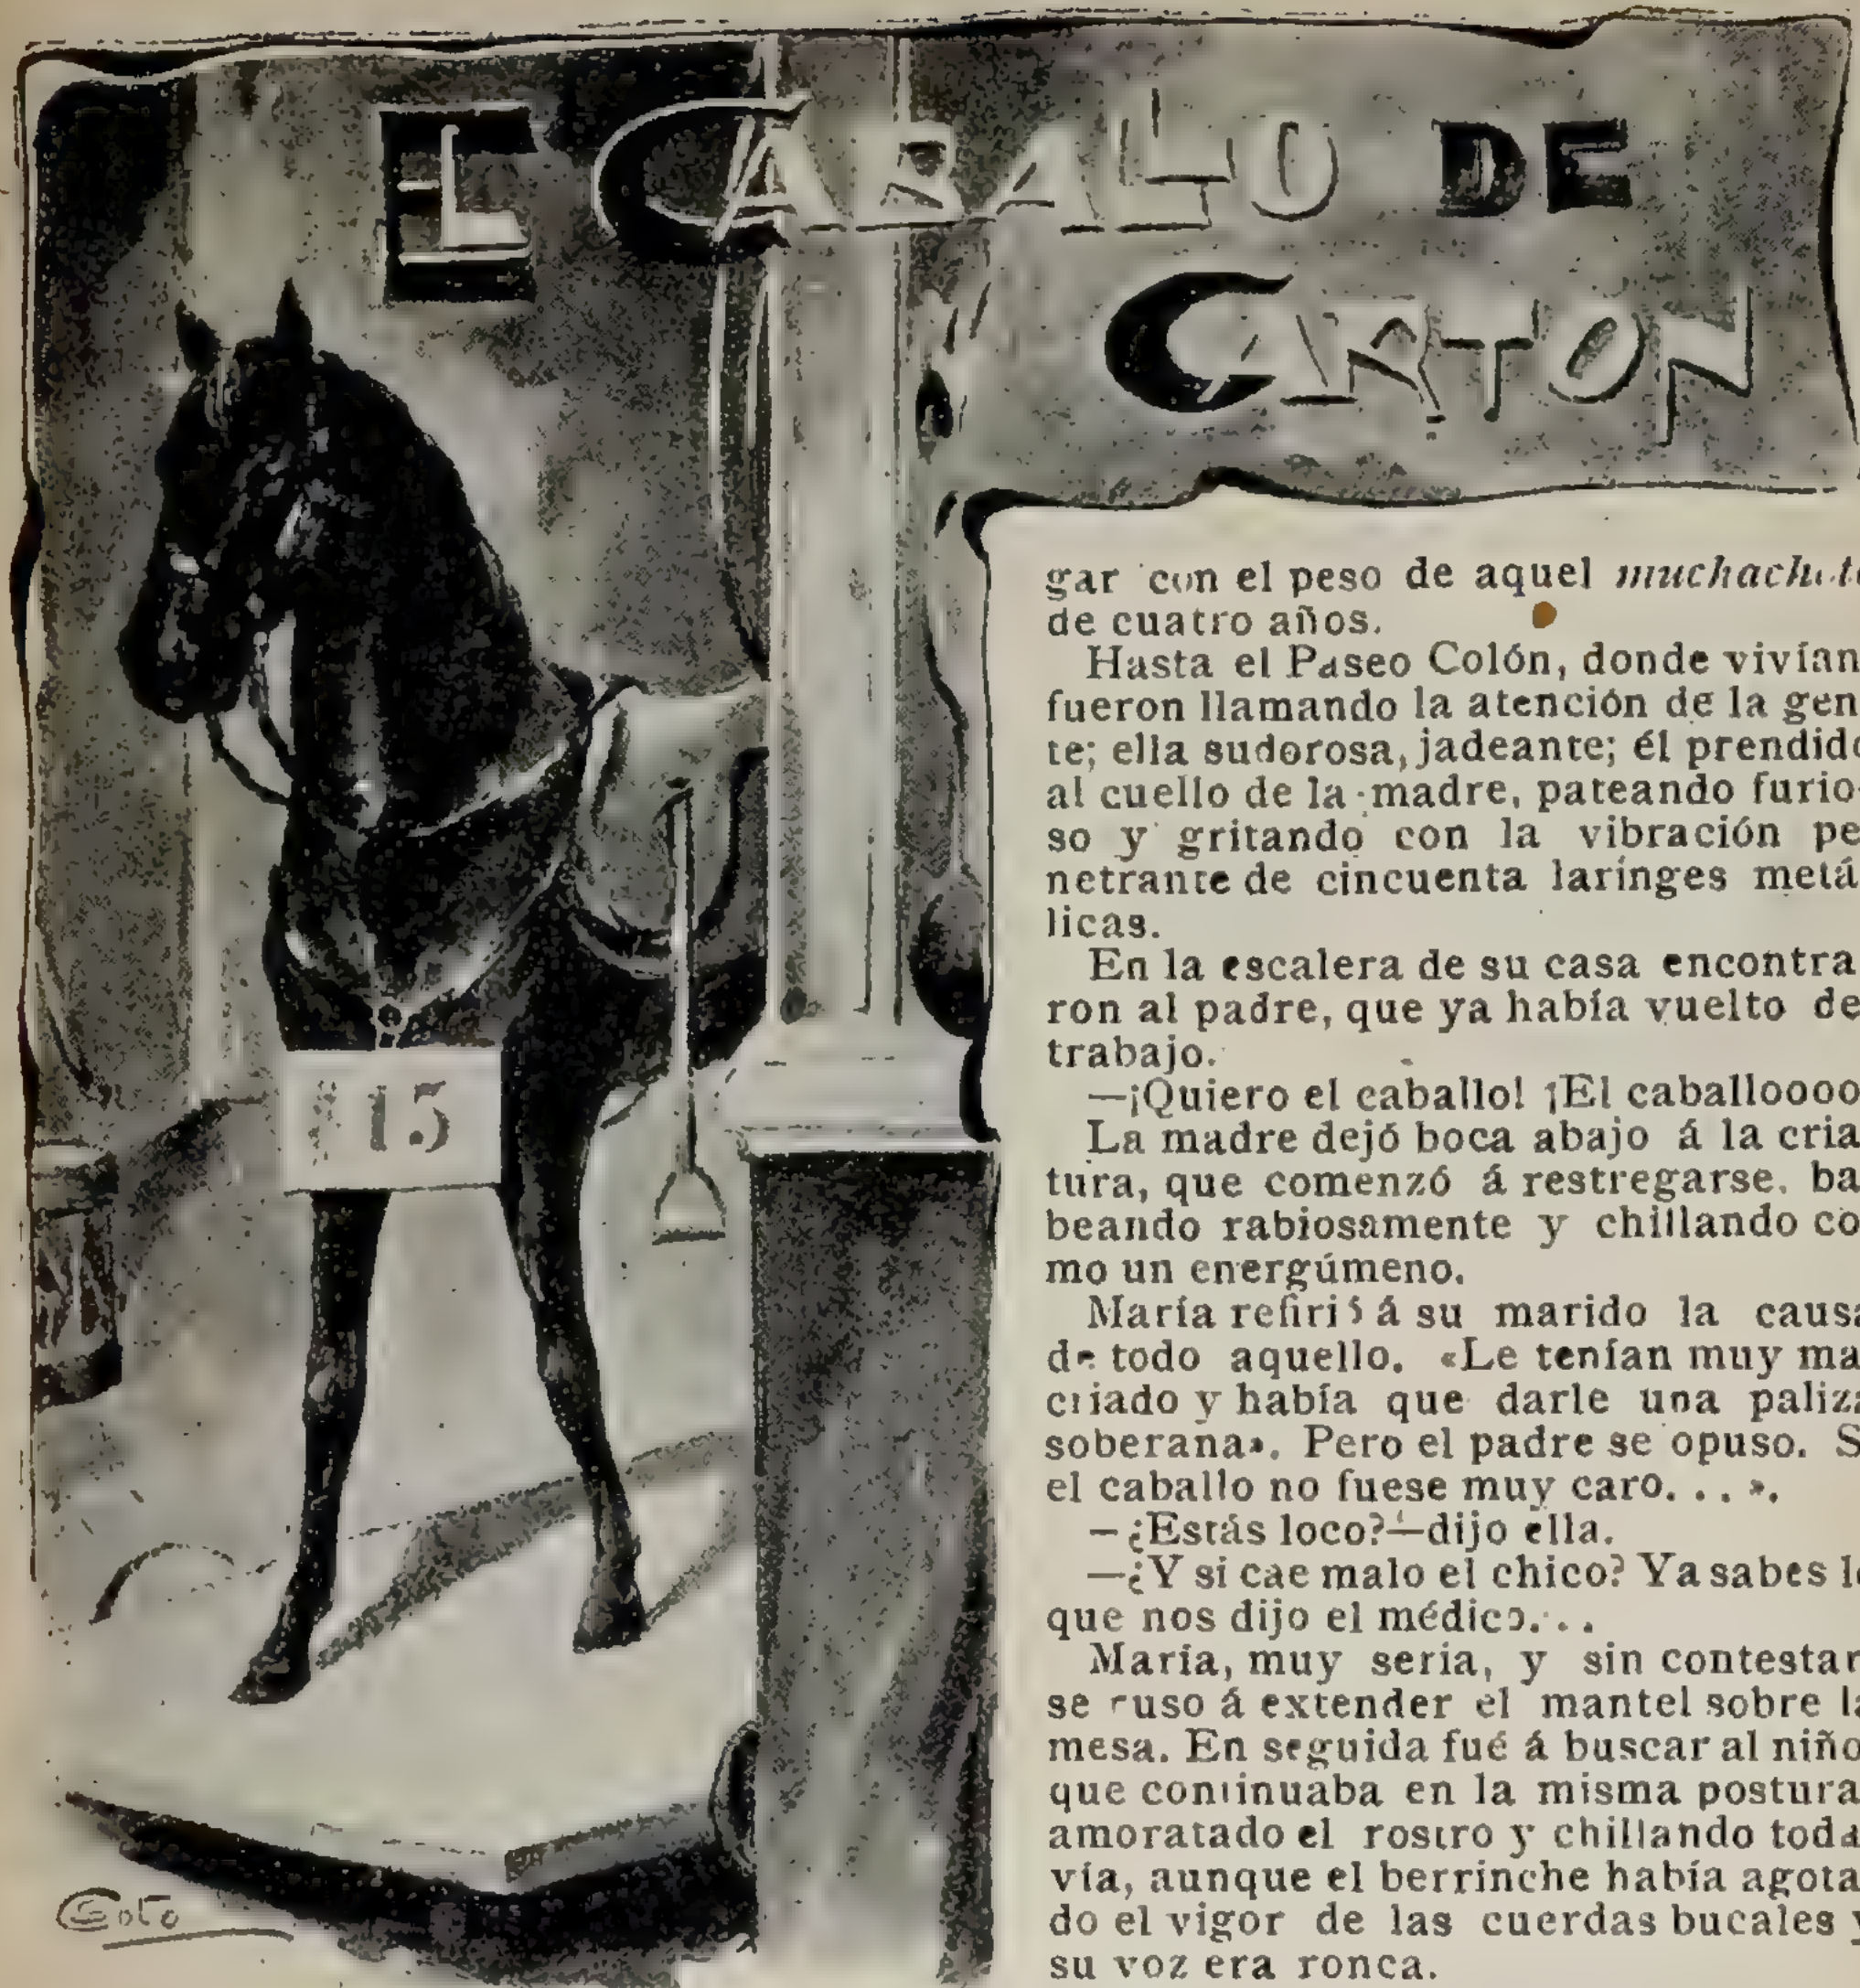 EL CABALLO DE
CARTON
$ 15
Soto
gar con el peso de aquel
de cuatro años.
Hasta el Paseo Colón, donde vivían
fueron llamando la atención de la gen
te; ella sudorosa, jadeante; él prendido
al cuello de la madre, pateando furio-
so y gritando con la vibración pe
netrante de cincuenta laringes metá
licas.
En la escalera de su casa encontra
ron al padre, que ya había vuelto de
trabajo.
—¡Quiero el caballo! ¡El caballoooo
La madre dejó boca abajo á la cria
tura, que comenzó á restregarse, ba
beando rabiosamente y chillando co
mo un energúmeno.
María refirió á su marido la causa
de todo aquello. «Le tenían muy ma
criado y había que darle una paliza
soberana». Pero el padre se opuso. S
el caballo no fuese muy caro. . . ».
—¿Estás loco?—dijo ella.
—¿Y si cae malo el chico? Ya sabes lo
que nos dijo el médico. . .
María, muy seria, y sin contestar
se puso á extender el mantel sobre la
mesa. En seguida fué á buscar al niño
que continuaba en la misma postura
amoratado el rostro y chillando toda
vía, aunque el berrinche había agota
do el vigor de las cuerdas bucales y
su voz era ronca.